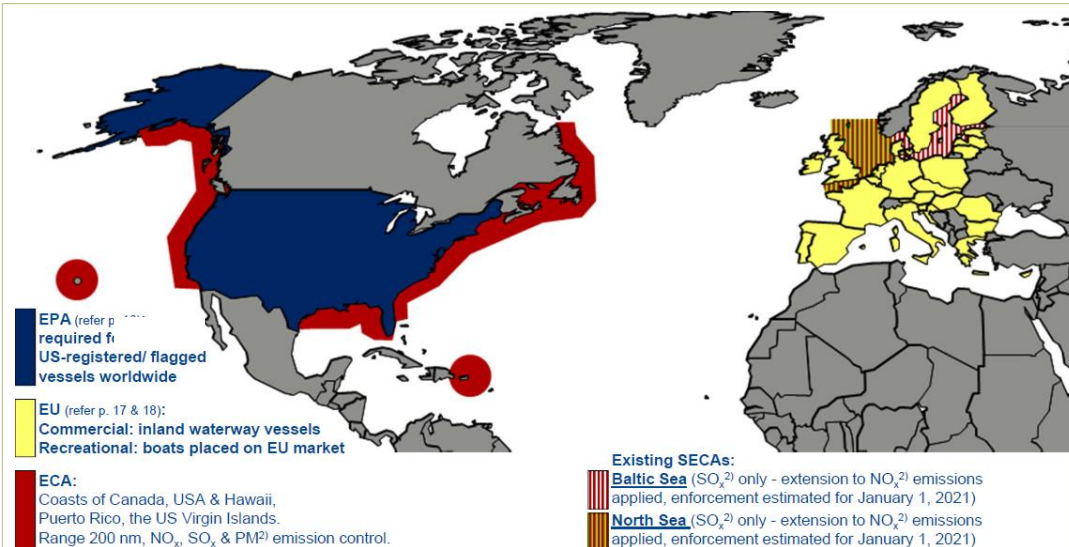 EPA (refer p.
required
US-registered/ flagged
vessels worldwide
EU (refer p. 17 & 18):
Commercial: inland waterway vessels
Recreational: boats placed on EU market
ECA:
Coasts of Canada, USA & Hawaii,
Puerto Rico, the US Virgin Islands.
Range 200 nm, NOₓ, SOₓ & PM²⁾ emission control.
Existing SECAs:
Baltic Sea (SOₓ²⁾ only - extension to NOₓ²⁾ emissions
applied, enforcement estimated for January 1, 2021)
North Sea (SOₓ²⁾ only - extension to NOₓ²⁾ emissions
applied, enforcement estimated for January 1, 2021)